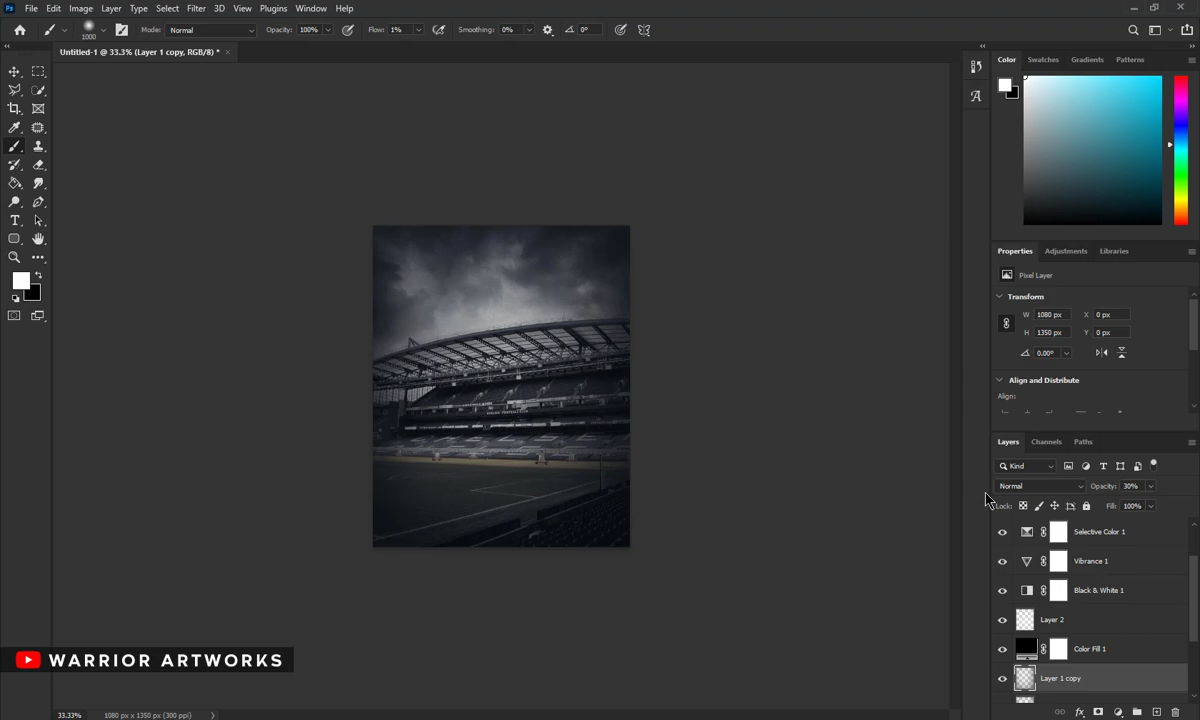 Ps File Edit Image Layer Type Select Filter 3D View Plugins Window Help
1000 Mode: Normal Opacity: 100% Flow: 1% Smoothing: 0% 0°
Untitled-1 @ 33.3% (Layer 1 copy, RGB/8) * ×
Color Swatches Gradients Patterns
Properties Adjustments Libraries
Pixel Layer
Transform
W 1080 px X 0 px
H 1350 px Y 0 px
0.00°
Align and Distribute
Align:
Layers Channels Paths
Kind
Normal Opacity: 30%
Lock: Fill: 100%
Selective Color 1
Vibrance 1
Black & White 1
Layer 2
Color Fill 1
Layer 1 copy
WARRIOR ARTWORKS
33.33% 1080 px x 1350 px (300 ppi)